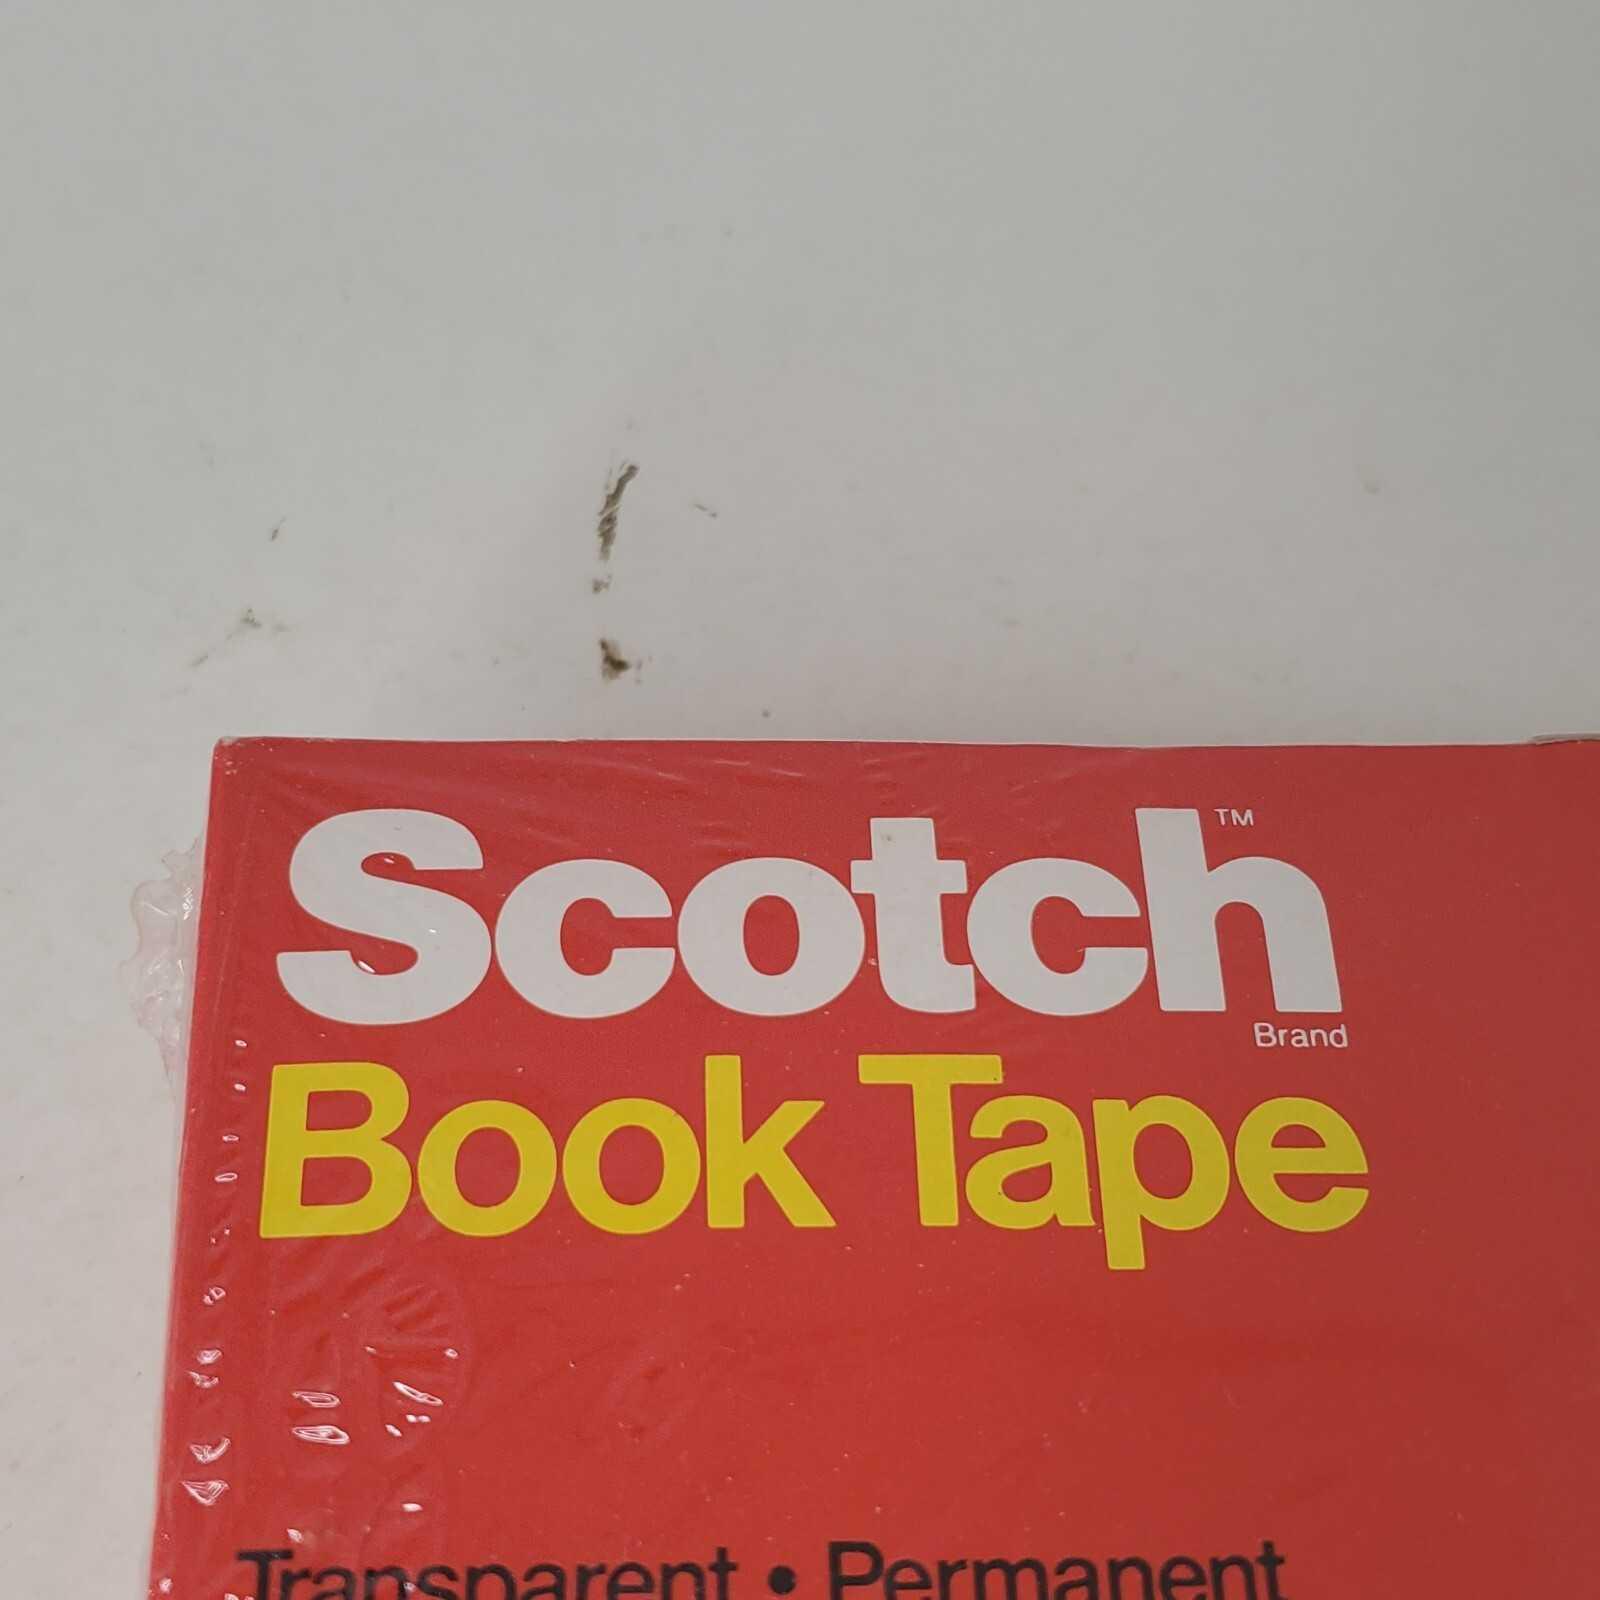 Scotch™
Brand
Book Tape
Transparent • Permanent